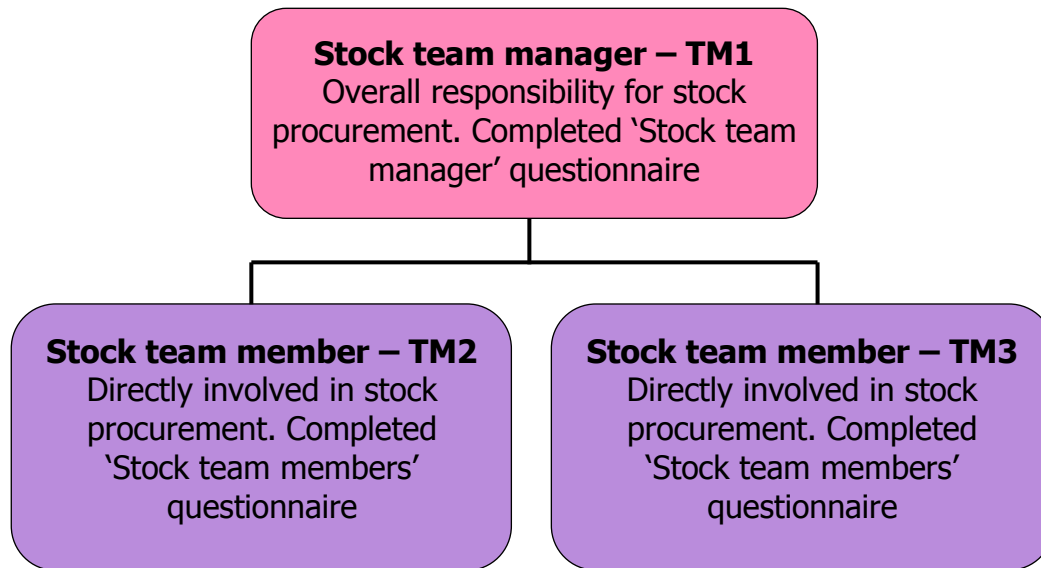 Stock team manager – TM1
Overall responsibility for stock
procurement. Completed ‘Stock team
manager’ questionnaire
Stock team member – TM2
Directly involved in stock
procurement. Completed
‘Stock team members’
questionnaire
Stock team member – TM3
Directly involved in stock
procurement. Completed
‘Stock team members’
questionnaire